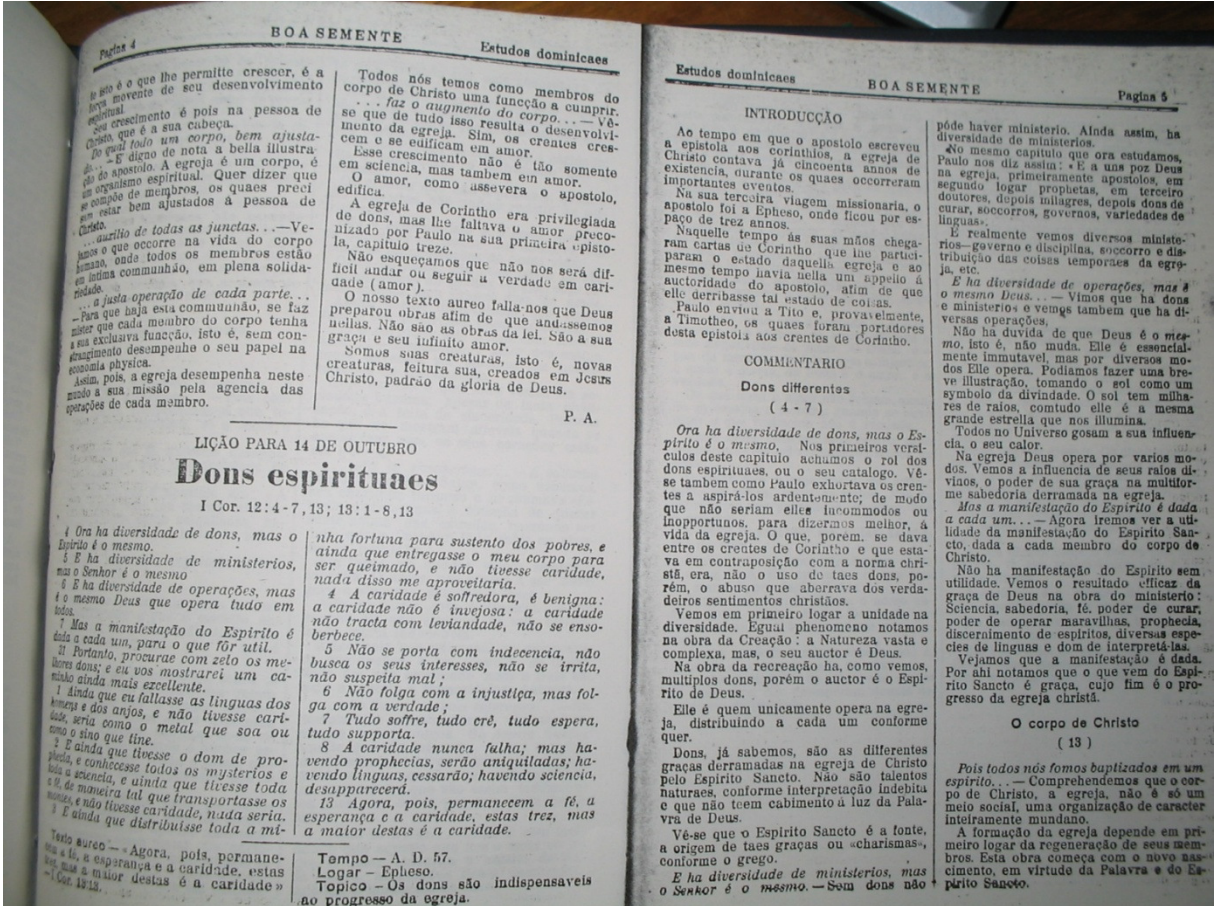 Pagina 4
BOA SEMENTE
Estudos dominicaes
te isto é o que lhe permitte crescer, é a
força movente de seu desenvolvimento
espiritual
Seu crescimento é pois na pessoa de
Christo, que é a sua cabeça.
Do qual todo um corpo, bem ajusta-
do... — E' digno de nota a bella illustra-
ção do apostolo. A egreja é um corpo, é
um organismo espiritual. Quer dizer que
se compõe de membros, os quaes preci
sam estar bem ajustados á pessoa de
Christo.
...auxilio de todas as junctas...—Ve-
jamos o que occorre na vida do corpo
humano, onde todos os membros estão
em intima communhão, em plena solida-
riedade.
...a justa operação de cada parte...
— Para que haja esta communhão, se faz
mister que cada membro do corpo tenha
a sua exclusiva funcção, isto é, sem con-
strangimento desempenhe o seu papel na
economia physica.
Assim, pois, a egreja desempenha neste
mundo a sua missão pela agencia das
operações de cada membro.
Todos nós temos como membros do
corpo de Christo uma funcção a cumprir.
... faz o augmento do corpo... — Vê-
se que de tudo isso resulta o desenvolvi-
mento da egreja. Sim, os crentes cres-
cem e se edificam em amor.
Esse crescimento não é tão somente
em sciencia, mas tambem em amor.
O amor, como assevera o apostolo,
edifica.
A egreja de Corintho era privilegiada
de dons, mas lhe faltava o amor preco-
nizado por Paulo na sua primeira episto-
la, capitulo treze.
Não esqueçamos que não nos será dif-
ficil andar ou seguir a verdade em cari-
dade (amor).
O nosso texto aureo falla-nos que Deus
preparou obras afim de que andassemos
nellas. Não são as obras da lei. São a sua
graça e seu infinito amor.
Somos suas creaturas, isto é, novas
creaturas, feitura sua, creados em Jesus
Christo, padrão da gloria de Deus.
P. A.
LIÇÃO PARA 14 DE OUTUBRO
Dons espirituaes
I Cor. 12:4-7,13; 13:1-8,13
4 Ora ha diversidade de dons, mas o
Espirito é o mesmo.
5 E ha diversidade de ministerios,
mas o Senhor é o mesmo
6 E ha diversidade de operações, mas
é o mesmo Deus que opera tudo em
todos.
7 Mas a manifestação do Espirito é
dada a cada um, para o que fôr util.
31 Portanto, procurae com zelo os me-
lhores dons; e eu vos mostrarei um ca-
minho ainda mais excellente.
1 Ainda que eu fallasse as linguas dos
homens e dos anjos, e não tivesse cari-
dade, seria como o metal que soa ou
como o sino que tine.
2 E ainda que tivesse o dom de pro-
phecia, e conhecesse todos os mysterios e
toda a sciencia, e ainda que tivesse toda
a fé, de maneira tal que transportasse os
montes, e não tivesse caridade, nada seria.
3 E ainda que distribuisse toda a mi-
nha fortuna para sustento dos pobres, e
ainda que entregasse o meu corpo para
ser queimado, e não tivesse caridade,
nada disso me aproveitaria.
4 A caridade é soffredora, é benigna:
a caridade não é invejosa: a caridade
não tracta com leviandade, não se enso-
berbece.
5 Não se porta com indecencia, não
busca os seus interesses, não se irrita,
não suspeita mal ;
6 Não folga com a injustiça, mas fol-
ga com a verdade ;
7 Tudo soffre, tudo crê, tudo espera,
tudo supporta.
8 A caridade nunca falha; mas ha-
vendo prophecias, serão aniquiladas; ha-
vendo linguas, cessarão; havendo sciencia,
desapparecerá.
13 Agora, pois, permanecem a fé, a
esperança e a caridade, estas trez, mas
a maior destas é a caridade.
Texto aureo — «Agora, pois, permane-
cem a fé, a esperança e a caridade, estas
trez, mas a maior destas é a caridade»
— I Cor. 13:13.
Tempo — A. D. 57.
Logar — Epheso.
Topico — Os dons são indispensaveis
ao progresso da egreja.
Estudos dominicaes
BOA SEMENTE
Pagina 5
INTRODUCÇÃO
Ao tempo em que o apostolo escreveu
a epistola aos corinthios, a egreja de
Christo contava já cicoenta annos de
existencia, durante os quaes occorreram
importantes eventos.
Na sua terceira viagem missionaria, o
apostolo foi a Epheso, onde ficou por es-
paço de trez annos.
Naquelle tempo ás suas mãos chega-
ram cartas de Corintho que lhe partici-
param o estado daquella egreja e ao
mesmo tempo havia nella um appello á
auctoridade do apostolo, afim de que
elle derribasse tal estado de coisas.
Paulo enviou a Tito e, provavelmente,
a Timotheo, os quaes foram portadores
desta epistola aos crentes de Corintho.
COMMENTARIO
Dons differentes
( 4 - 7 )
Ora ha diversidade de dons, mas o Es-
pirito é o mesmo, Nos primeiros versi-
culos deste capitulo achamos o rol dos
dons espirituaes, ou o seu catalogo. Vê-
se tambem como Paulo exhortava os cren-
tes a aspirá-los ardentemente; de modo
que não seriam elles incommodos ou
inopportunos. para dizermos melhor, á
vida da egreja. O que, porém. se dava
entre os crentes de Corintho e que esta-
va em contraposição com a norma chri-
stã, era, não o uso de taes dons, po-
rém, o abuso que aberrava dos verda-
deiros sentimentos christãos.
Vemos em primeiro logar a unidade na
diversidade. Egual phenomeno notamos
na obra da Creação : a Natureza vasta e
complexa, mas, o seu auctor é Deus.
Na obra da recreação ha, como vemos,
multiplos dons, porém o auctor é o Espi-
rito de Deus.
Elle é quem unicamente opera na egre-
ja, distribuindo a cada um conforme
quer.
Dons, já sabemos, são as differentes
graças derramadas na egreja de Christo
pelo Espirito Sancto. Não são talentos
naturaes, conforme interpretação indebita
e que não teem cabimento á luz da Pala-
vra de Deus.
Vê-se que o Espirito Sancto é a fonte,
a origem de taes graças ou «charismas»,
conforme o grego.
E ha diversidade de ministerios, mas
o Senhor é o mesmo. — Sem dons não
póde haver ministerio. Ainda assim, ha
diversidade de ministerios.
No mesmo capitulo que ora estudamos,
Paulo nos diz assim : «E a uns poz Deus
na egreja, primeiramente apostolos, em
segundo logar prophetas, em terceiro
doutores, depois milagres, depois dons de
curar, soccorros, governos, variedades de
linguas».
E realmente vemos diversos ministe-
rios—governo e disciplina, soccorro e dis-
tribuição das coisas temporaes da egre-
ja, etc.
E ha diversidade de operações, mas é
o mesmo Deus... — Vimos que ha dons
e ministerios e vemos tambem que ha di-
versas operações.
Não ha duvida de que Deus é o mes-
mo, isto é, não muda. Elle é essencial-
mente immutavel, mas por diversos mo-
dos Elle opera. Podiamos fazer uma bre-
ve illustração, tomando o sol como um
symbolo da divindade. O sol tem milha-
res de raios, comtudo elle é a mesma
grande estrella que nos illumina.
Todos no Universo gosam a sua influen-
cia, o seu calor.
Na egreja Deus opera por varios mo-
dos. Vemos a influencia de seus raios di-
vinos, o poder de sua graça na multifor-
me sabedoria derramada na egreja.
Mas a manifestação do Espirito é dada
a cada um... — Agora iremos ver a uti-
lidade da manifestação do Espirito San-
cto, dada a cada membro do corpo de
Christo.
Não ha manifestação do Espirito sem
utilidade. Vemos o resultado efficaz da
graça de Deus na obra do ministerio :
Sciencia, sabedoria, fé. poder de curar,
poder de operar maravilhas, prophecia,
discernimento de espiritos, diversas espe-
cies de linguas e dom de interpretá-las.
Vejamos que a manifestação é dada.
Por ahi notamos que o que vem do Espi-
rito Sancto é graça, cujo fim é o pro-
gresso da egreja christã.
O corpo de Christo
( 13 )
Pois todos nós fomos baptizados em um
espirito... — Comprehendemos que o cor-
po de Christo, a egreja, não é só um
meio social, uma organização de caracter
inteiramente mundano.
A formação da egreja depende em pri-
meiro logar da regeneração de seus mem-
bros. Esta obra começa com o novo nas-
cimento, em virtude da Palavra e do Es-
pirito Sancto.